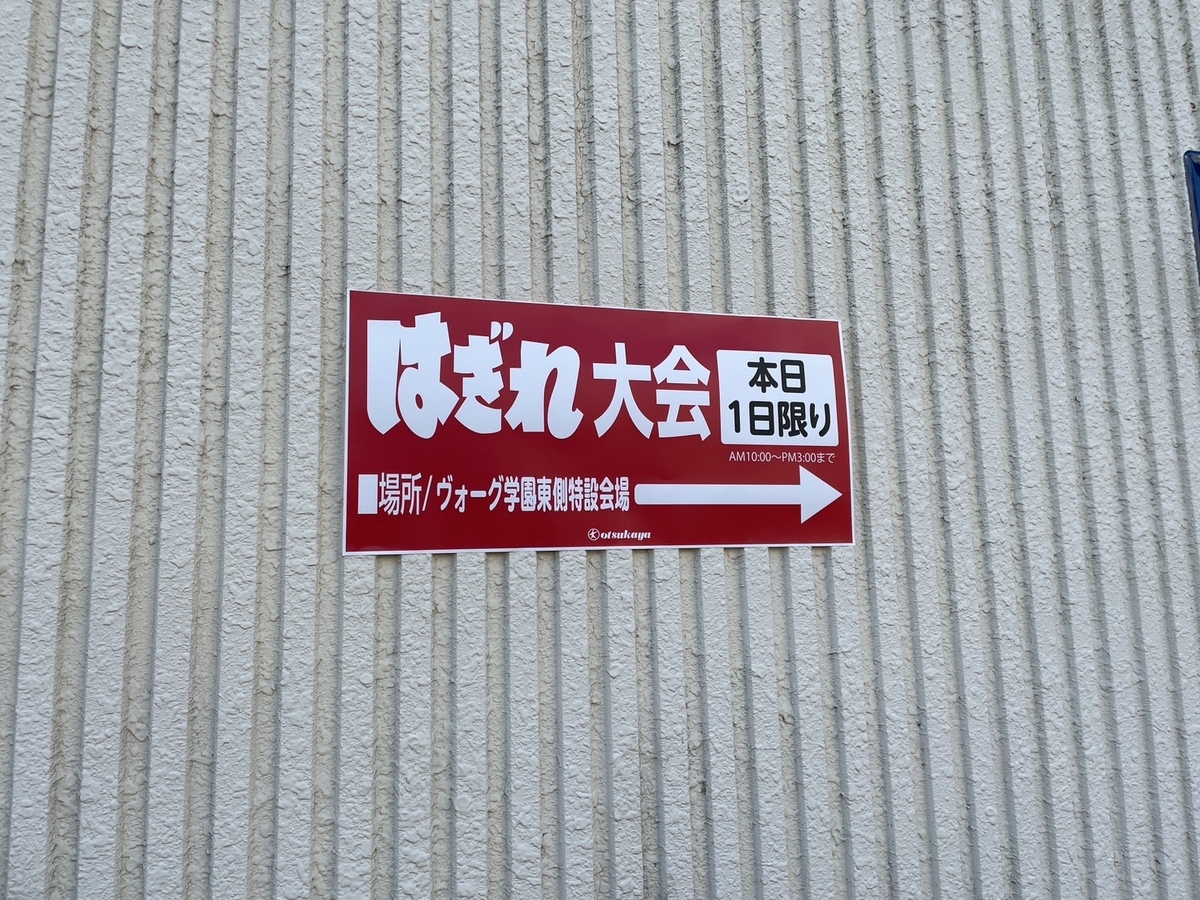 はぎれ大会
本日
1日限り
AM10:00～PM3:00まで
■場所/ヴォーグ学園東側特設会場
otsukaya